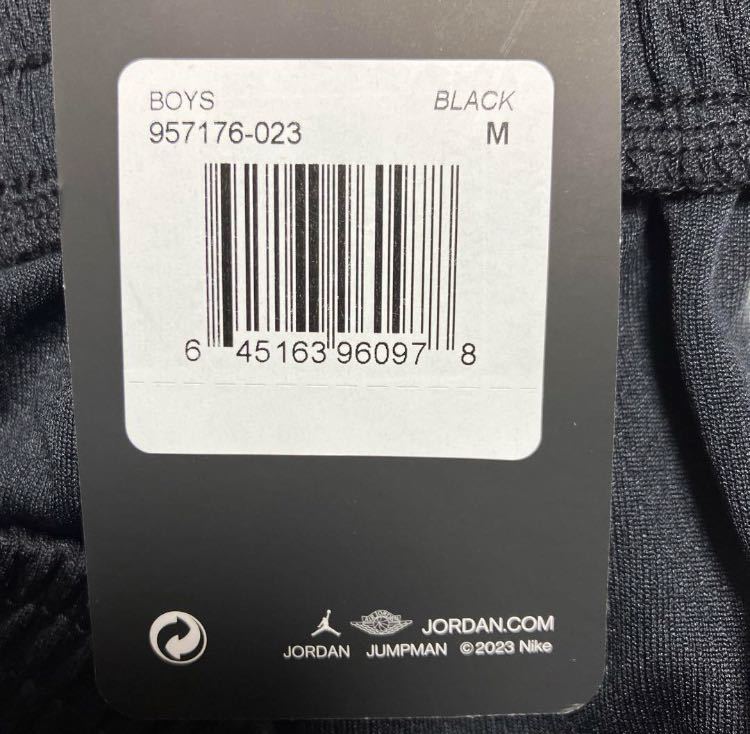 BOYS BLACK
957176-023 M
6 45163 96097 8
JORDAN.COM
JORDAN JUMPMAN ©2023 Nike